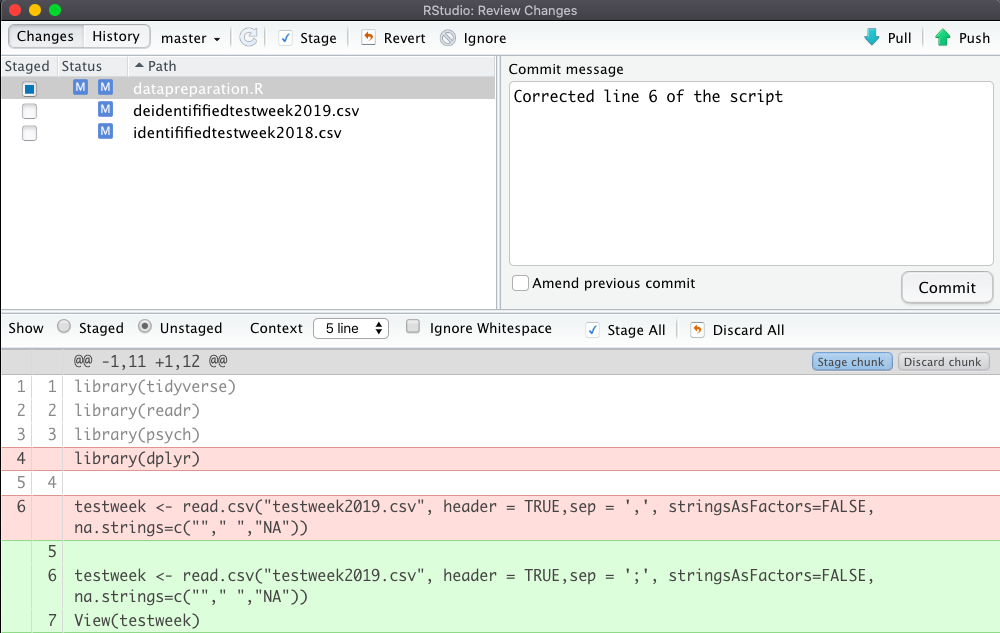 RStudio: Review Changes
Changes History master Stage Revert Ignore Pull Push
Staged Status Path
M M datapreparation.R
M deidentififiedtestweek2019.csv
M identififiedtestweek2018.csv
Commit message
Corrected line 6 of the script
Amend previous commit
Commit
Show Staged Unstaged Context 5 line Ignore Whitespace Stage All Discard All
@@ -1,11 +1,12 @@ Stage chunk Discard chunk
1 1 library(tidyverse)
2 2 library(readr)
3 3 library(psych)
4 library(dplyr)
5 4
6 testweek <- read.csv("testweek2019.csv", header = TRUE,sep = ',', stringsAsFactors=FALSE,
na.strings=c(""," ","NA"))
5
6 testweek <- read.csv("testweek2019.csv", header = TRUE,sep = ';', stringsAsFactors=FALSE,
na.strings=c(""," ","NA"))
7 View(testweek)